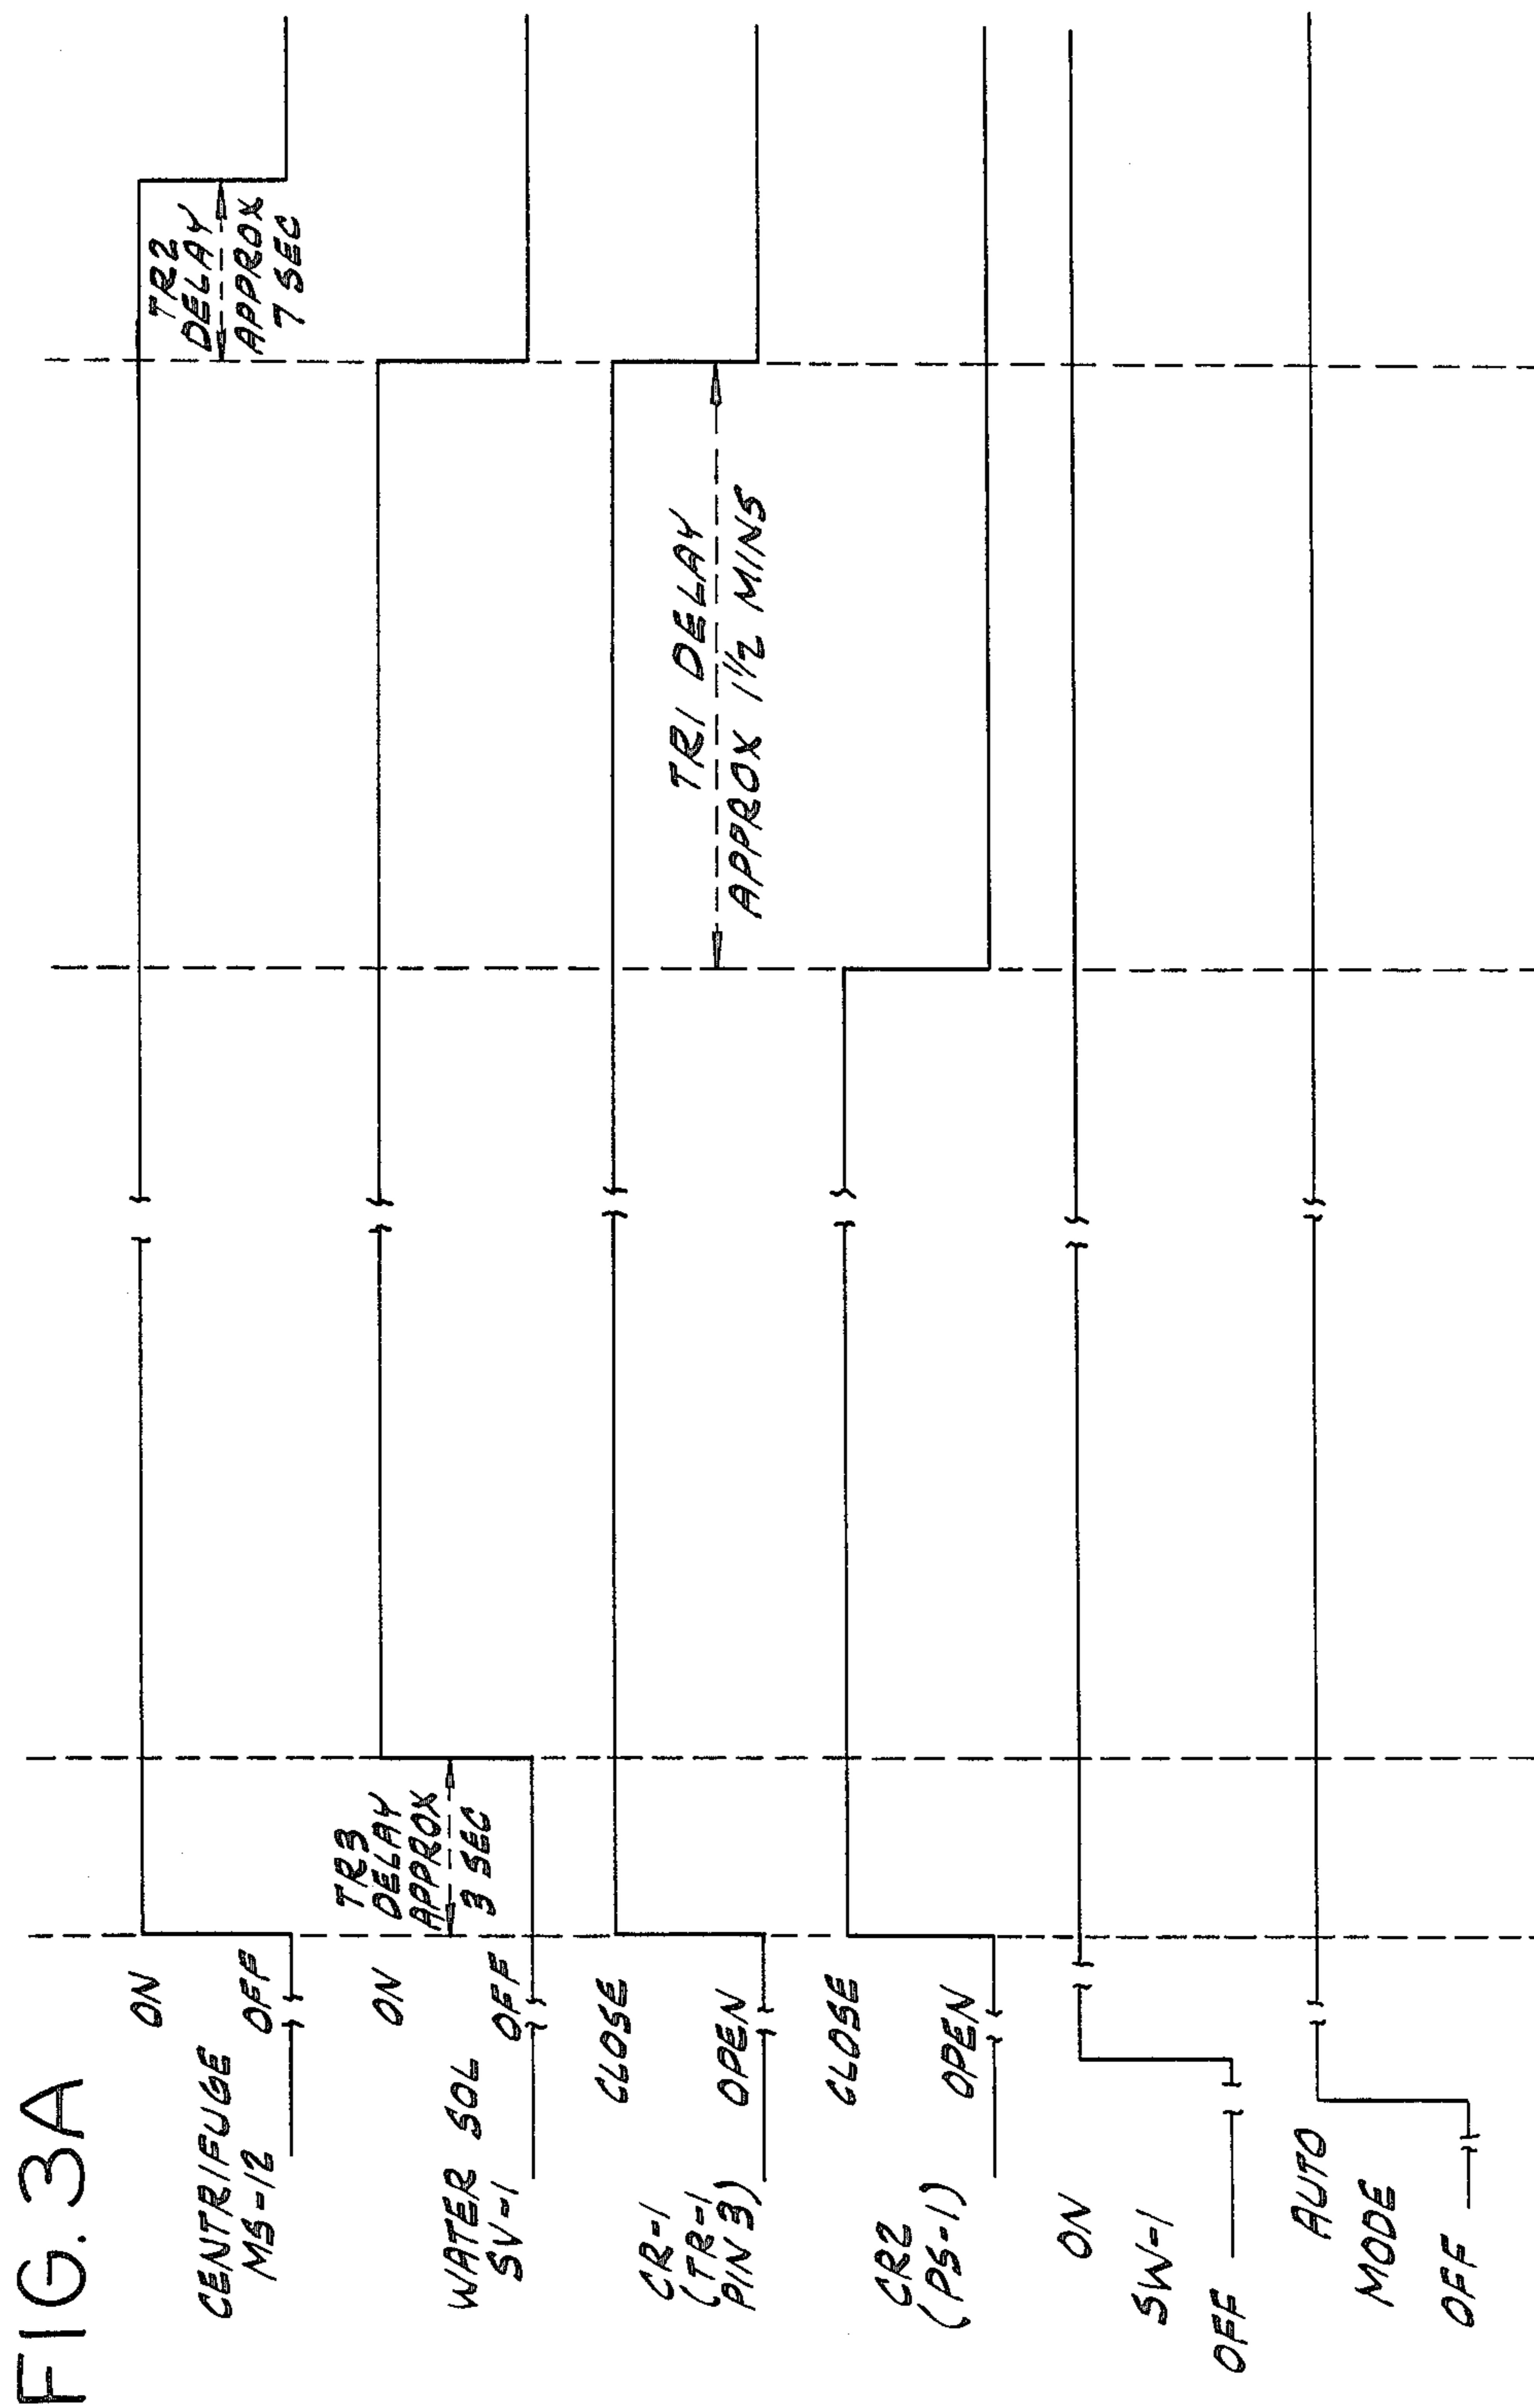 FIG. 3A
CENTRIFUGE
MS-12
ON
OFF
TR2
DELAY
APPROX
7 SEC
WATER SOL
SV-1
ON
OFF
TR3
DELAY
APPROX
3 SEC
CR-1
(TR-1
PIN 3)
CLOSE
OPEN
TR1 DELAY
APPROX 1½ MINS
CR2
(PS-1)
CLOSE
OPEN
SW-1
ON
OFF
AUTO
MODE
OFF